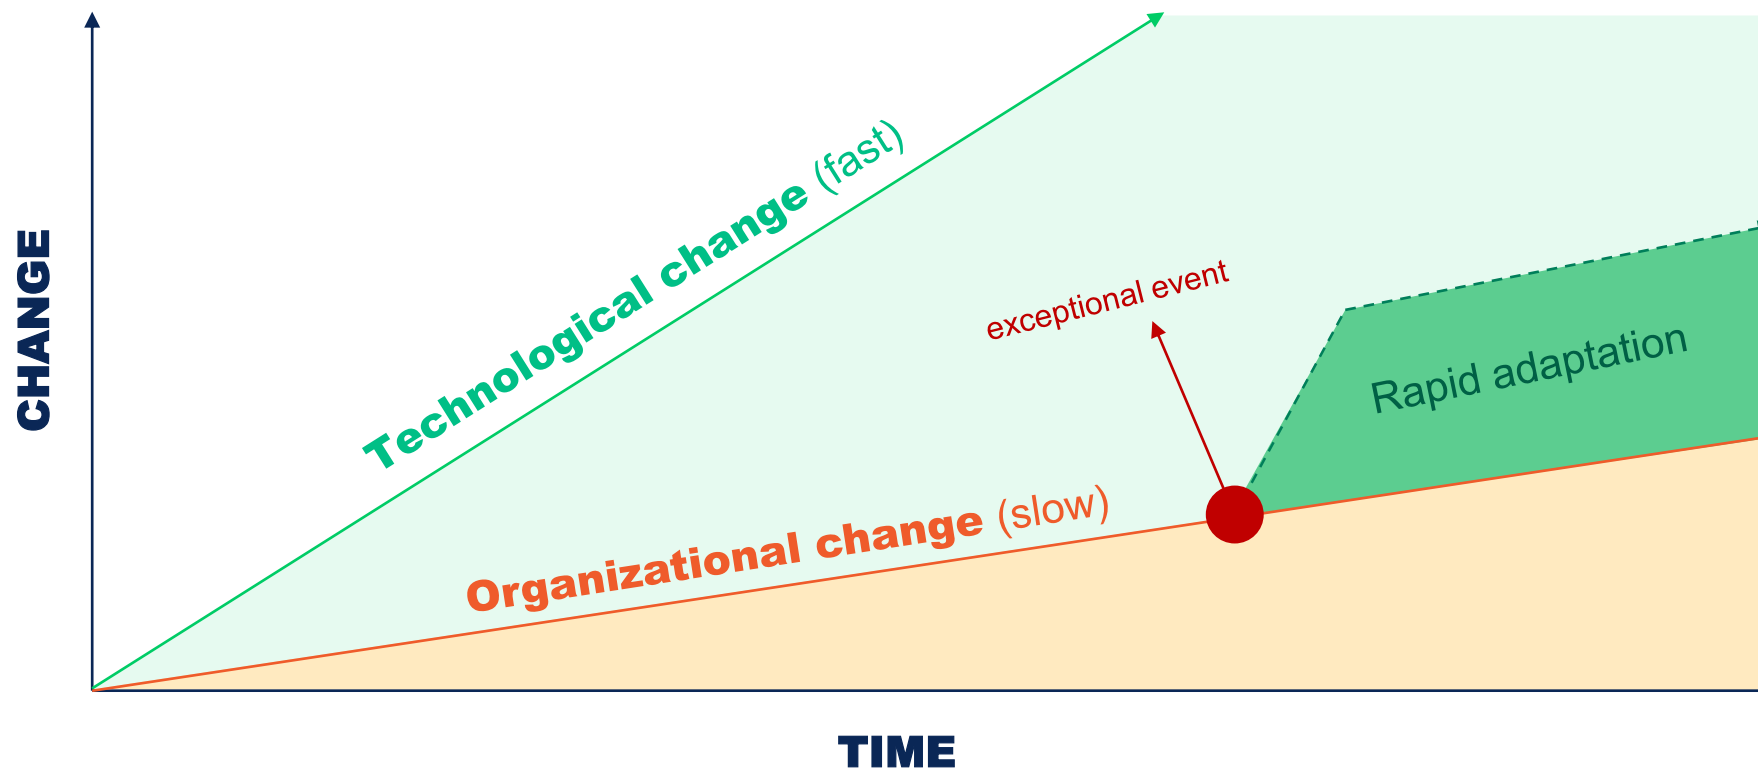 CHANGE
Technological change (fast)
exceptional event
Rapid adaptation
Organizational change (slow)
TIME